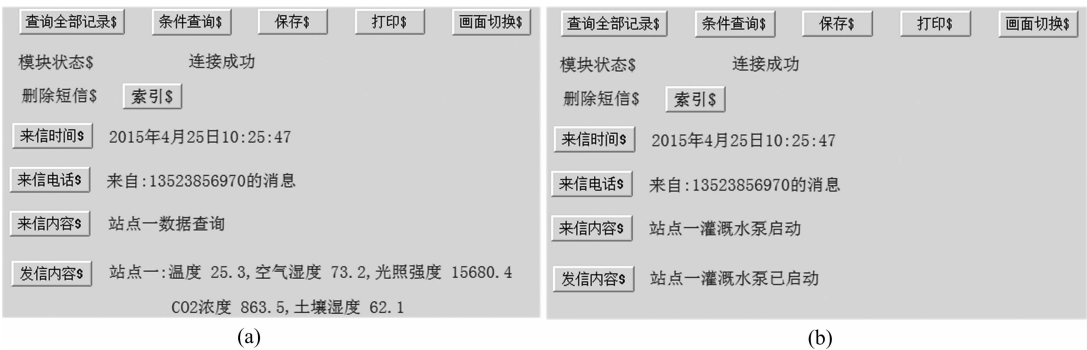 查询全部记录$ 条件查询$ 保存$ 打印$ 画面切换$
模块状态$ 连接成功
删除短信$ 索引$
来信时间$ 2015年4月25日10:25:47
来信电话$ 来自:13523856970的消息
来信内容$ 站点一数据查询
发信内容$ 站点一:温度 25.3,空气湿度 73.2,光照强度 15680.4
CO2浓度 863.5,土壤湿度 62.1
(a)
查询全部记录$ 条件查询$ 保存$ 打印$ 画面切换$
模块状态$ 连接成功
删除短信$ 索引$
来信时间$ 2015年4月25日10:25:47
来信电话$ 来自:13523856970的消息
来信内容$ 站点一灌溉水泵启动
发信内容$ 站点一灌溉水泵已启动
(b)